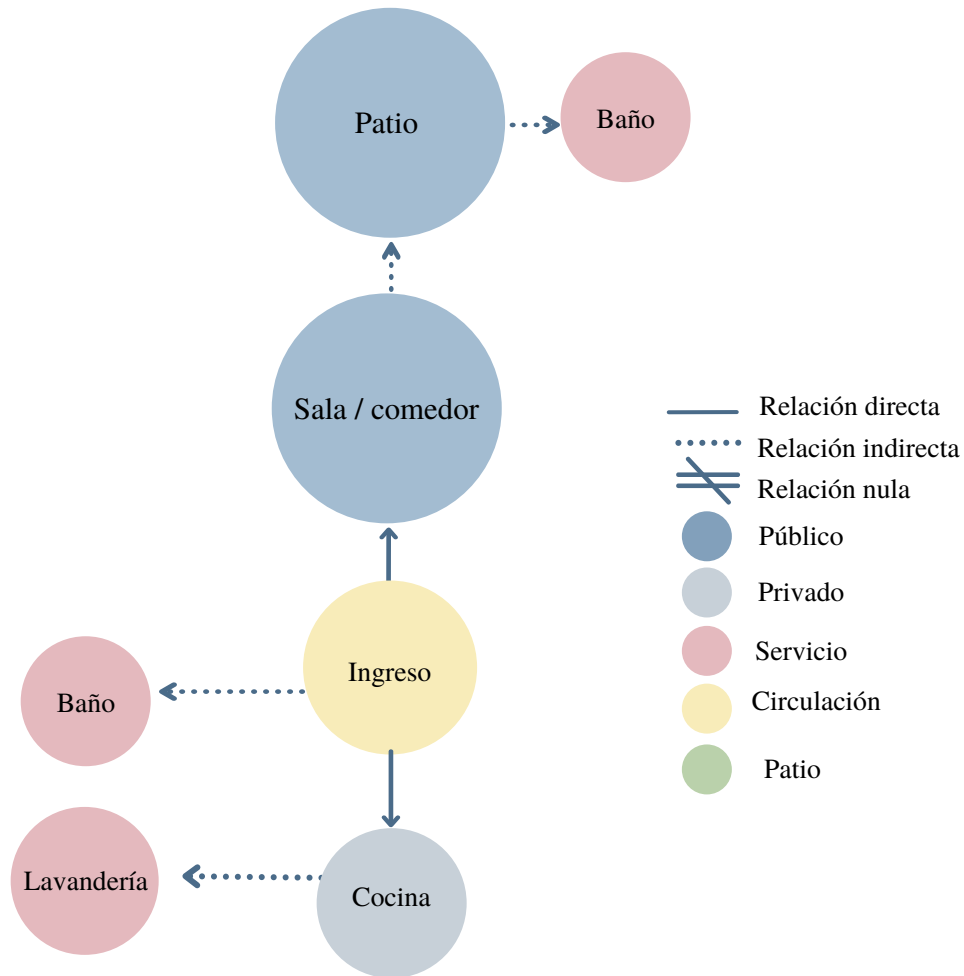 Patio
Baño
Sala / comedor
Ingreso
Baño
Lavandería
Cocina
Relación directa
Relación indirecta
Relación nula
Público
Privado
Servicio
Circulación
Patio